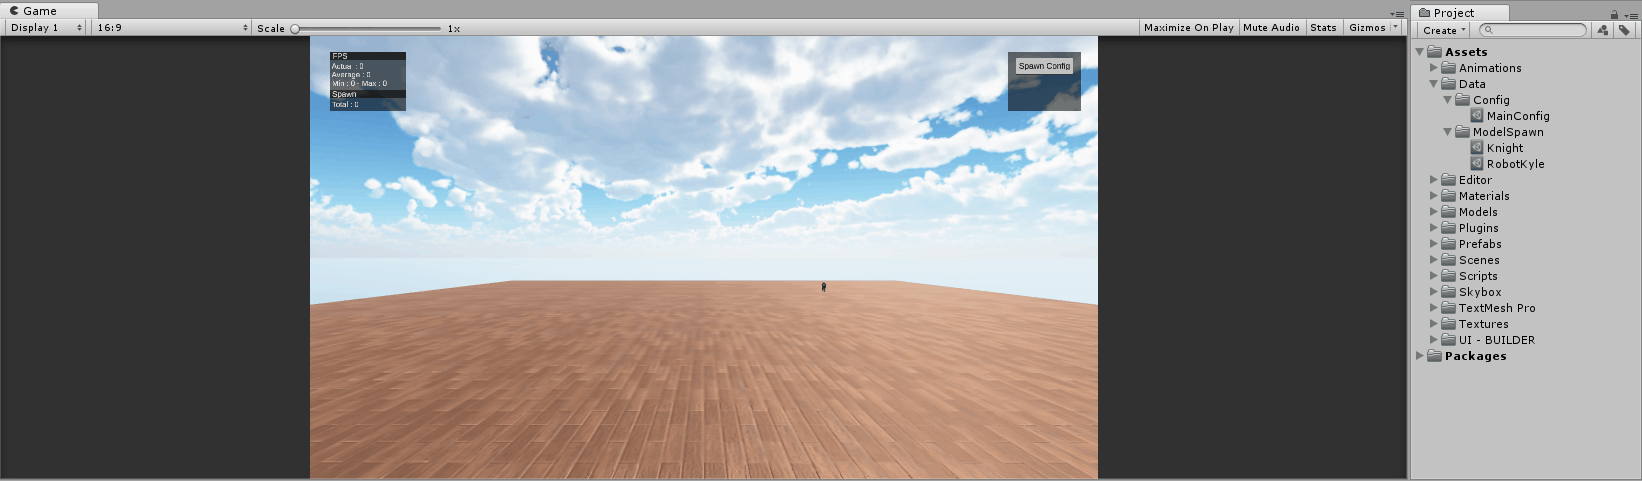 Game
Display 1 16:9 Scale 1x Maximize On Play Mute Audio Stats Gizmos
FPS
Actual : 0
Average : 0
Min : 0 - Max : 0
Spawn
Total : 0
Spawn Config
Project
Create
Assets
Animations
Data
Config
MainConfig
ModelSpawn
Knight
RobotKyle
Editor
Materials
Models
Plugins
Prefabs
Scenes
Scripts
Skybox
TextMesh Pro
Textures
UI - BUILDER
Packages